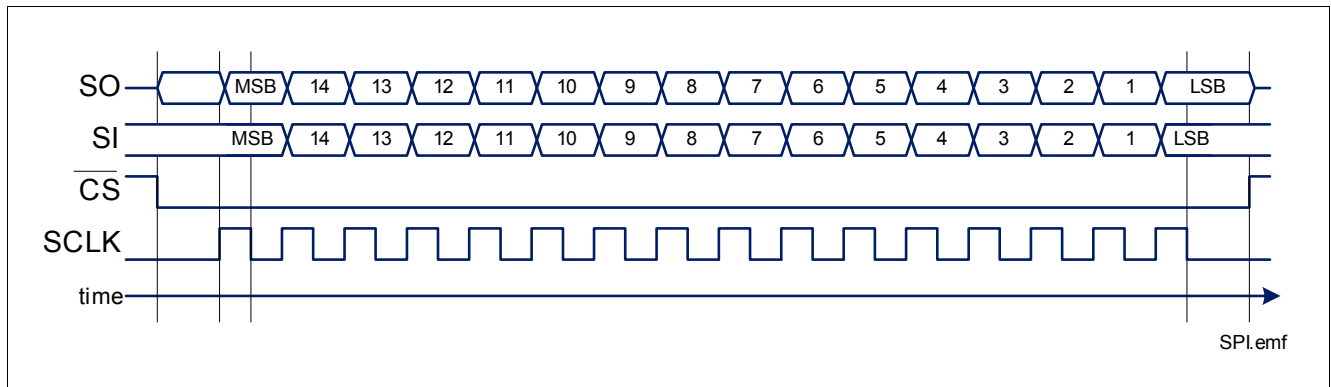 SO MSB 14 13 12 11 10 9 8 7 6 5 4 3 2 1 LSB
SI MSB 14 13 12 11 10 9 8 7 6 5 4 3 2 1 LSB
CS
SCLK
time
SPI.emf